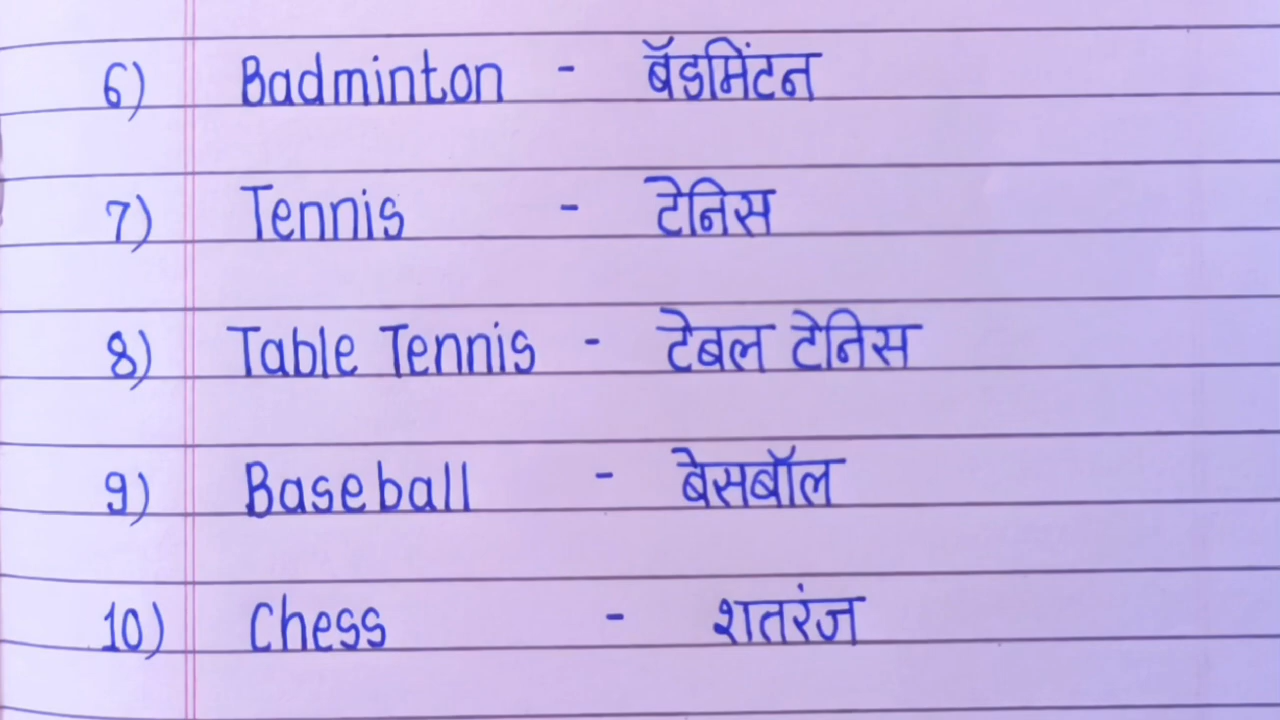 6) Badminton - बॅडमिंटन
7) Tennis - टेनिस
8) Table Tennis - टेबल टेनिस
9) Baseball - बेसबॉल
10) Chess - शतरंज